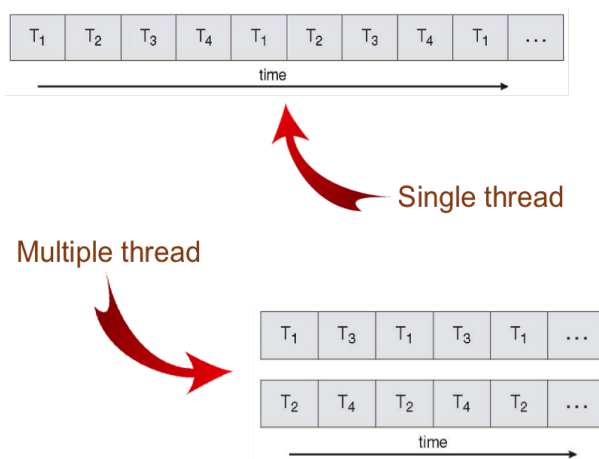 T₁ T₂ T₃ T₄ T₁ T₂ T₃ T₄ T₁ ...
time
Single thread
Multiple thread
T₁ T₃ T₁ T₃ T₁ ...
T₂ T₄ T₂ T₄ T₂ ...
time